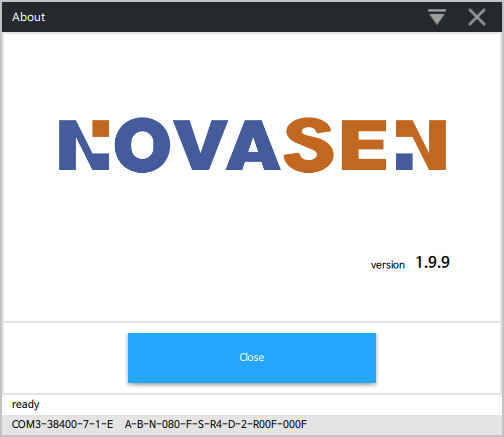 About
NOVASEN
version 1.9.9
Close
ready
COM3-38400-7-1-E A-B-N-080-F-S-R4-D-2-R00F-000F